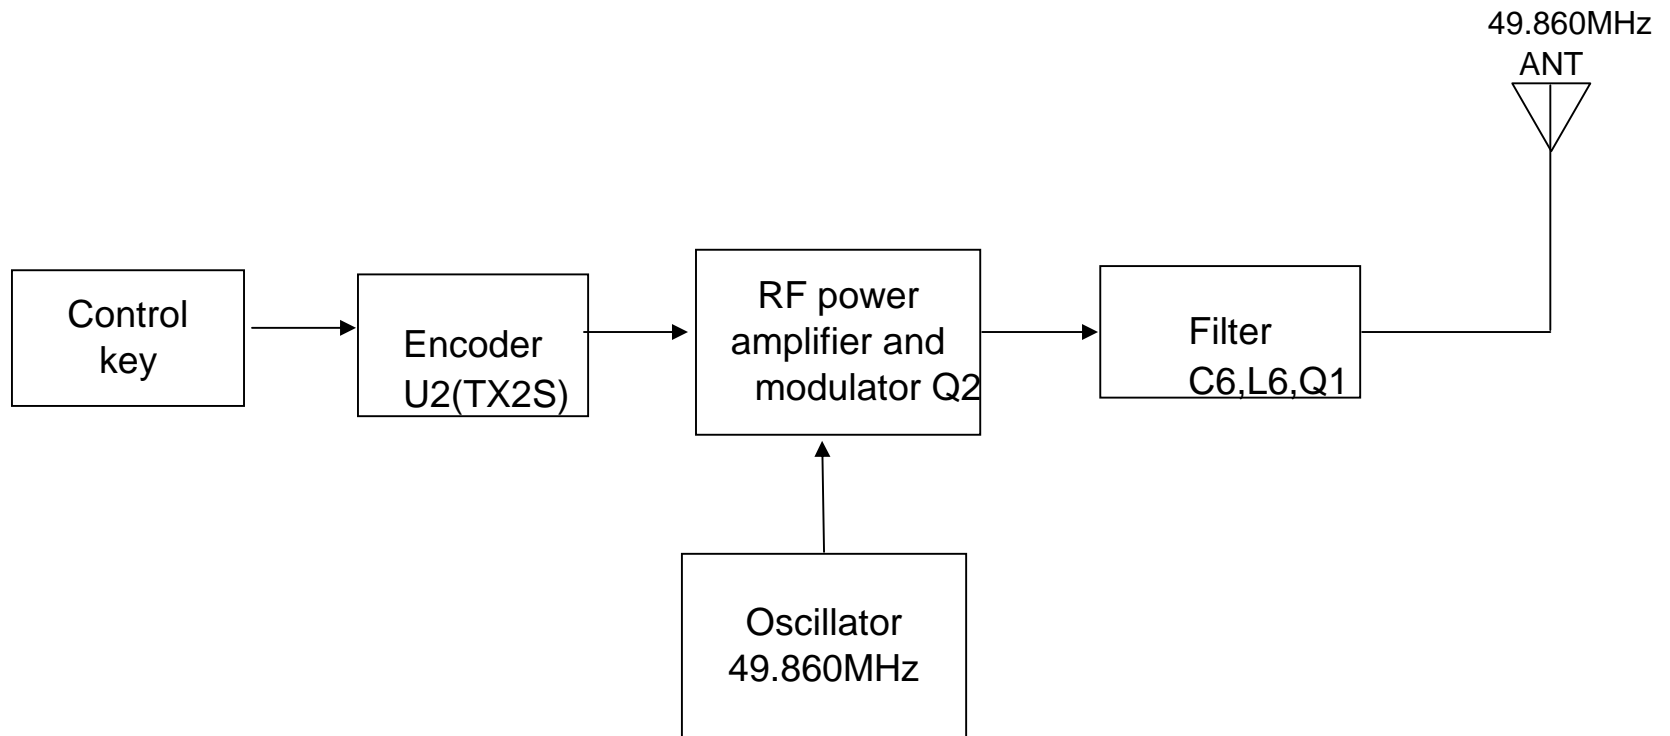 49.860MHz
ANT
Control
key
Encoder
U2(TX2S)
RF power
amplifier and
modulator Q2
Filter
C6,L6,Q1
Oscillator
49.860MHz